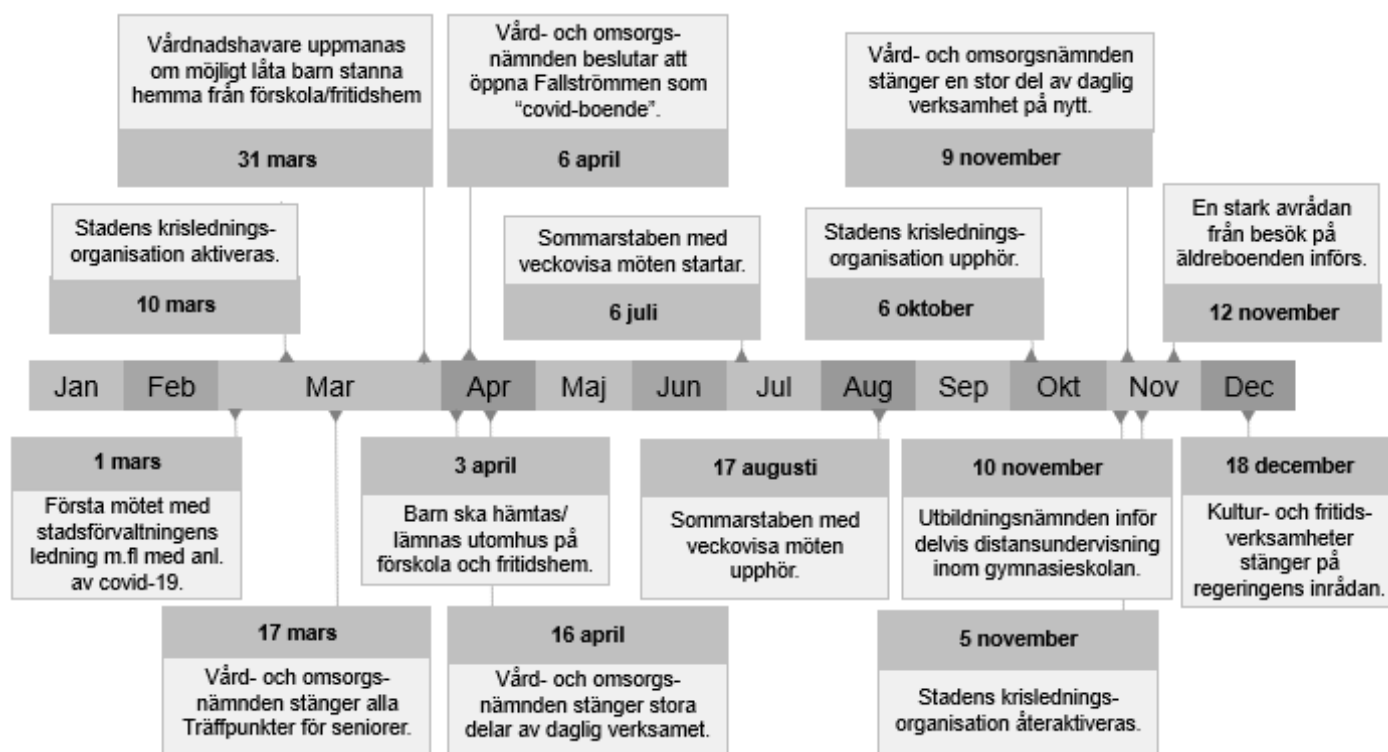 Vårdnadshavare uppmanas
om möjligt låta barn stanna
hemma från förskola/fritidshem
31 mars
Vård- och omsorgs-
nämnden beslutar att
öppna Fallströmmen som
“covid-boende”.
6 april
Vård- och omsorgsnämnden
stänger en stor del av daglig
verksamhet på nytt.
9 november
Stadens krislednings-
organisation aktiveras.
10 mars
Sommarstaben med
veckovisa möten startar.
6 juli
Stadens krislednings-
organisation upphör.
6 oktober
En stark avrådan
från besök på
äldreboenden införs.
12 november
Jan Feb Mar Apr Maj Jun Jul Aug Sep Okt Nov Dec
1 mars
Första mötet med
stadsförvaltningens
ledning m.fl med anl.
av covid-19.
3 april
Barn ska hämtas/
lämnas utomhus på
förskola och fritidshem.
17 augusti
Sommarstaben med
veckovisa möten
upphör.
10 november
Utbildningsnämnden inför
delvis distansundervisning
inom gymnasieskolan.
18 december
Kultur- och fritids-
verksamheter
stänger på
regeringens inrådan.
17 mars
Vård- och omsorgs-
nämnden stänger alla
Träffpunkter för seniorer.
16 april
Vård- och omsorgs-
nämnden stänger stora
delar av daglig verksamet.
5 november
Stadens krislednings-
organisation återaktiveras.